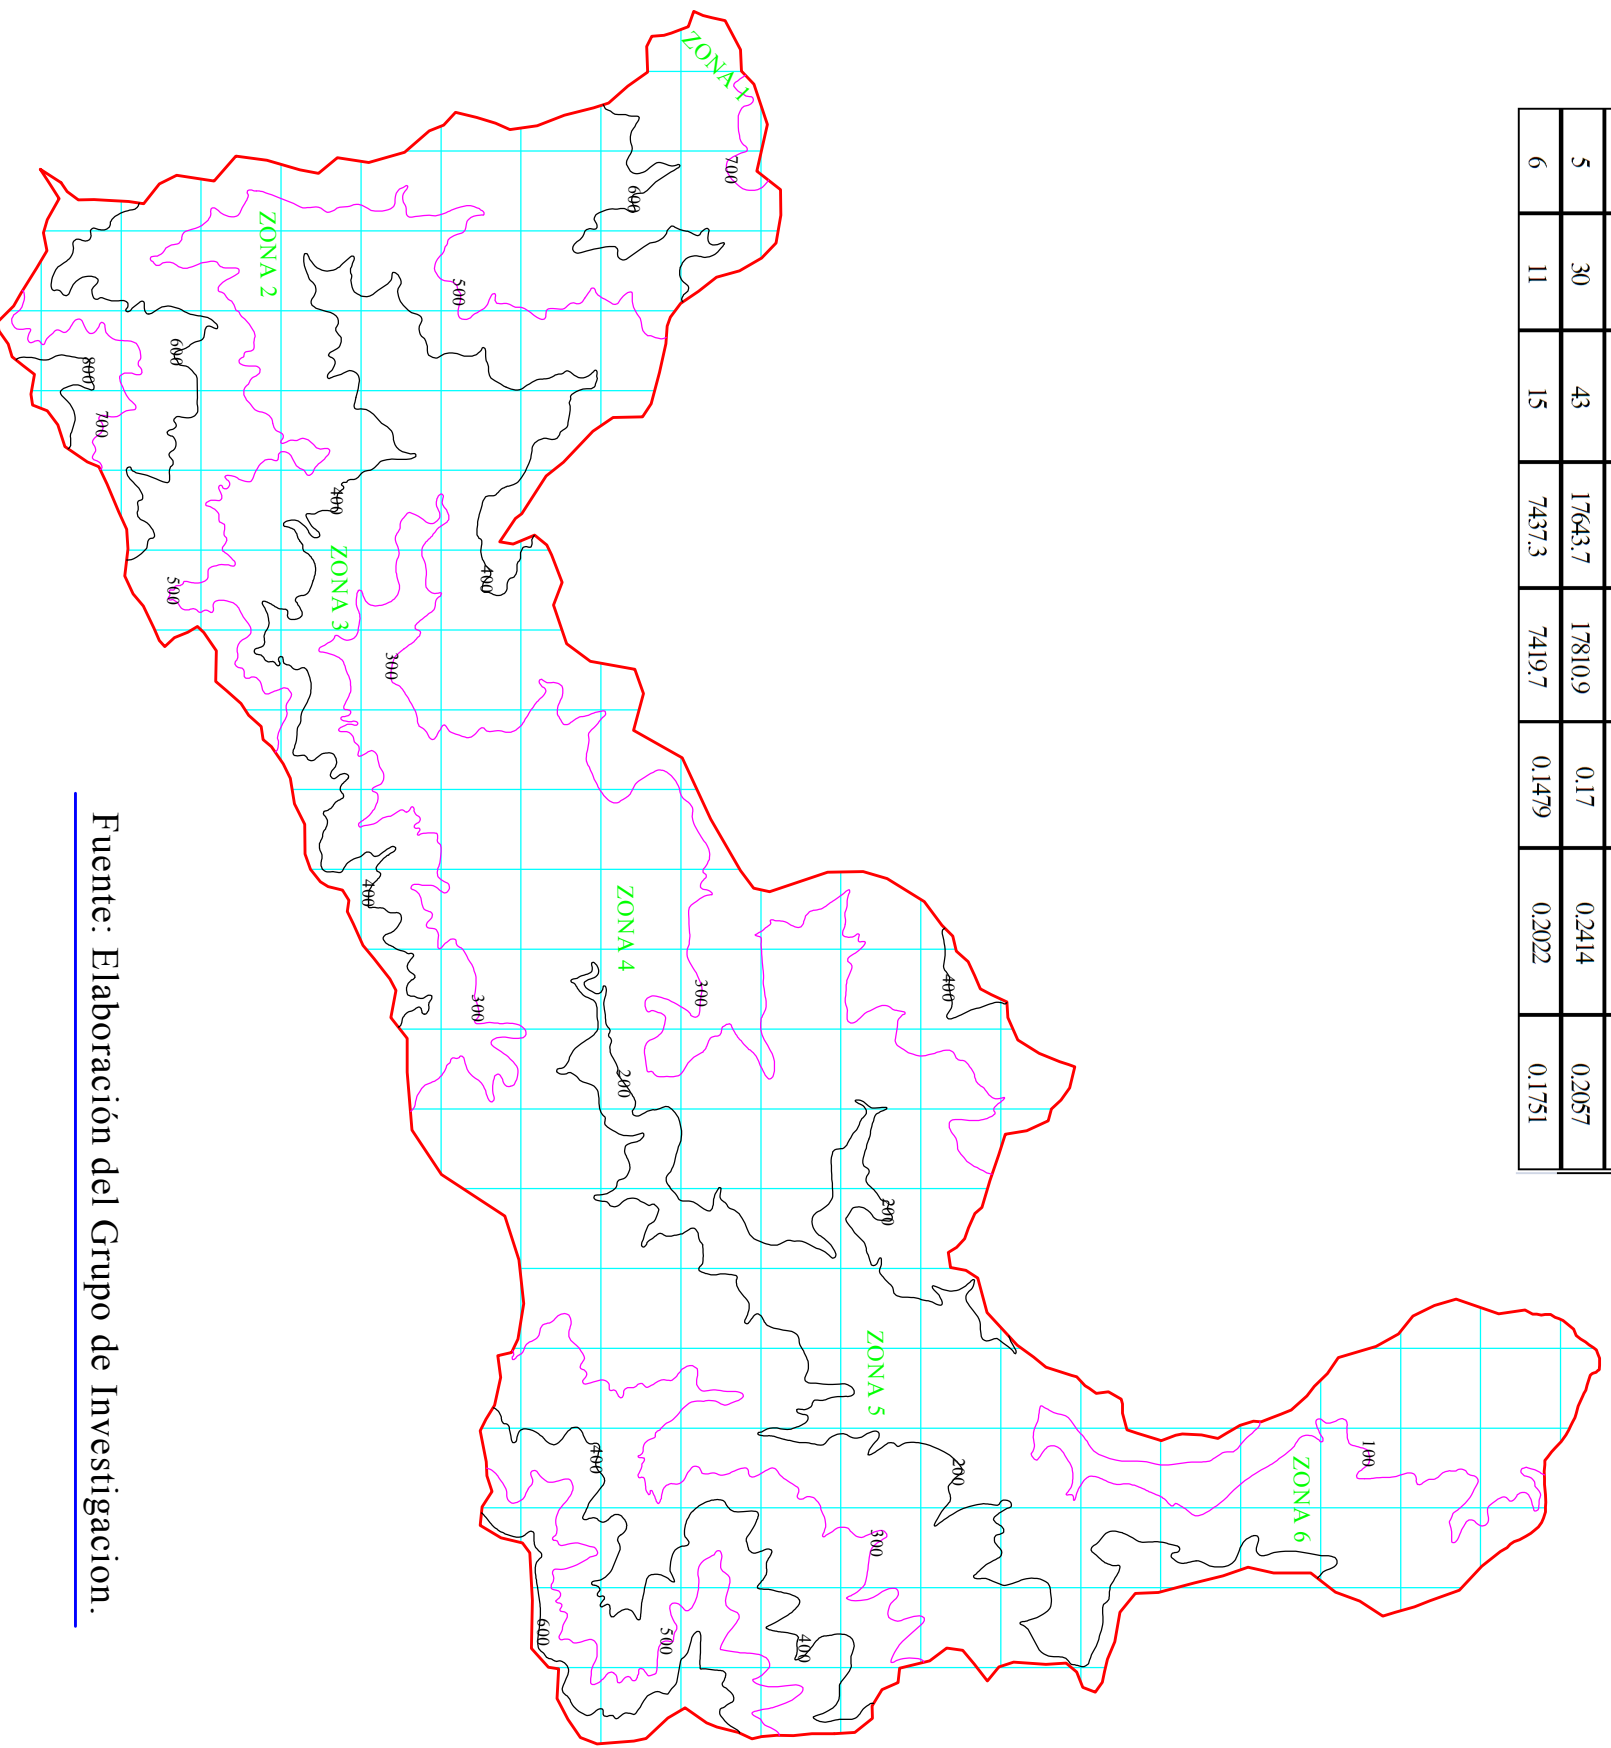 5 30 43 17643.7 17810.9 0.17 0.2414 0.2057
6 11 15 7437.3 7419.7 0.1479 0.2022 0.1751
ZONA 6
100
ZONA 5
200
200
300
400
400
300
ZONA 4
200
400
500
600
ZONA 1
700
600
500
400
300
300
ZONA 3
400
400
ZONA 2
600
500
800
700
Fuente: Elaboración del Grupo de Investigacion.